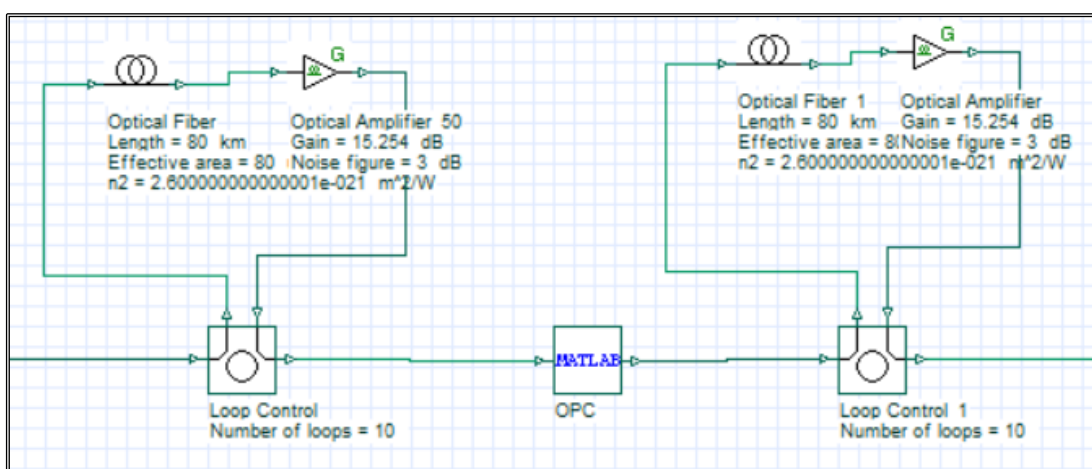 G
Optical Fiber
Length = 80 km
Effective area = 80
n2 = 2.600000000000001e-021 m^2/W
Optical Amplifier 50
Gain = 15.254 dB
Noise figure = 3 dB
G
Optical Fiber 1
Length = 80 km
Effective area = 8
n2 = 2.600000000000001e-021 m^2/W
Optical Amplifier
Gain = 15.254 dB
Noise figure = 3 dB
Loop Control
Number of loops = 10
MATLAB
OPC
Loop Control 1
Number of loops = 10